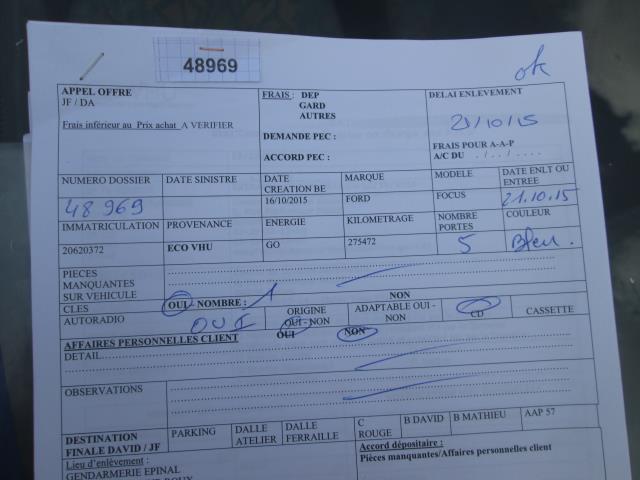 48969
ok
APPEL OFFRE
JF / DA
Frais inférieur au Prix achat A VERIFIER
FRAIS : DEP
GARD
AUTRES
DEMANDE PEC :
ACCORD PEC :
DELAI ENLEVEMENT
21/10/15
FRAIS POUR A-A-P
A/C DU . / . . / . . . .
NUMERO DOSSIER DATE SINISTRE DATE CREATION BE MARQUE MODELE DATE ENLT OU ENTREE
48 969 16/10/2015 FORD FOCUS 21.10.15
IMMATRICULATION PROVENANCE ENERGIE KILOMETRAGE NOMBRE PORTES COULEUR
20620372 ECO VHU GO 275472 5 Bleu.
PIECES
MANQUANTES
SUR VEHICULE
CLES OUI - NOMBRE : 1 NON
AUTORADIO OUI ORIGINE OUI - NON ADAPTABLE OUI - NON CD CASSETTE
AFFAIRES PERSONNELLES CLIENT OUI NON
DETAIL
OBSERVATIONS
DESTINATION FINALE DAVID / JF PARKING DALLE ATELIER DALLE FERRAILLE C ROUGE B DAVID B MATHIEU AAP 57
Lieu d'enlèvement :
GENDARMERIE EPINAL
Accord dépositaire :
Pièces manquantes/Affaires personnelles client